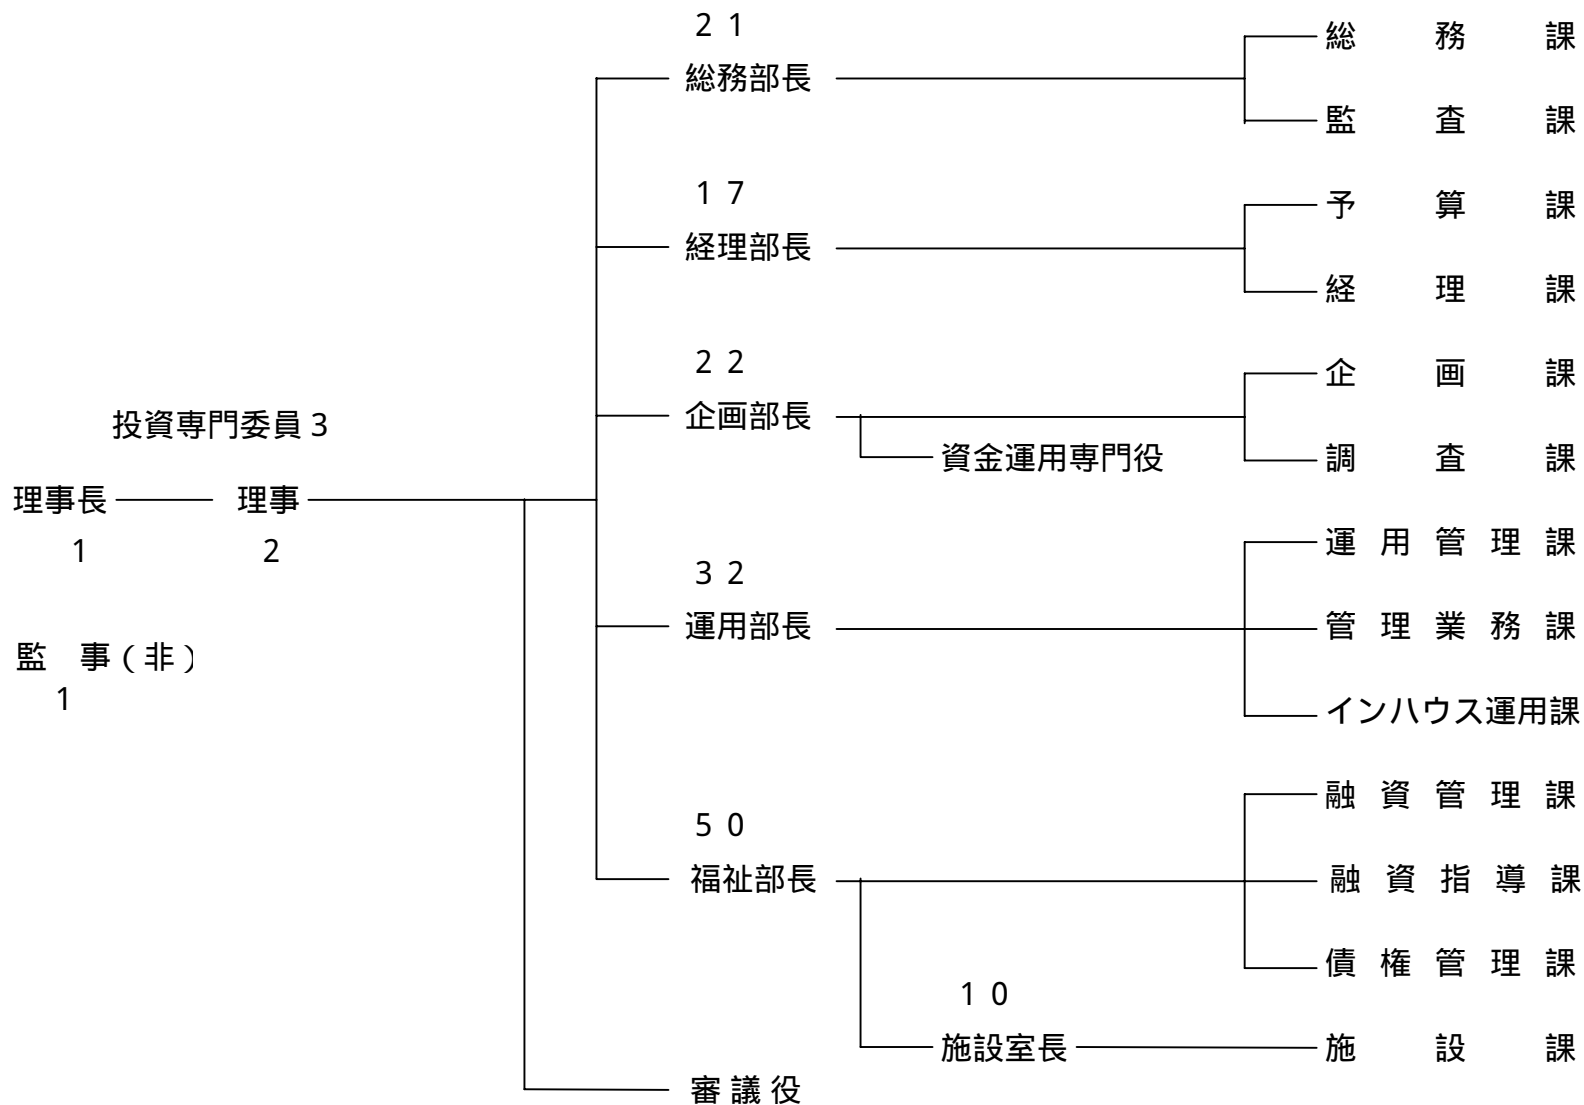 ２１
総務部長
総務課
監査課
１７
経理部長
予算課
経理課
２２
企画部長
資金運用専門役
企画課
調査課
投資専門委員３
理事長
1
理事
2
監 事（非）
1
３２
運用部長
運用管理課
管理業務課
インハウス運用課
５０
福祉部長
融資管理課
融資指導課
債権管理課
１０
施設室長
施設課
審議役